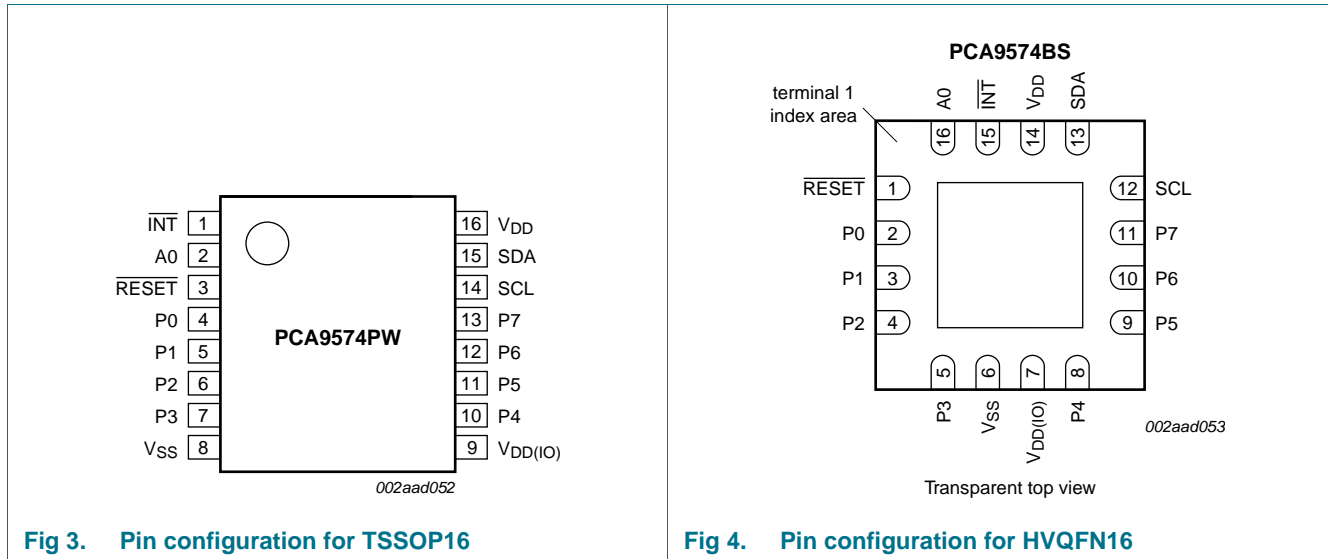 INT 1
A0 2
RESET 3
P0 4
P1 5
P2 6
P3 7
VSS 8
PCA9574PW
16 VDD
15 SDA
14 SCL
13 P7
12 P6
11 P5
10 P4
9 VDD(IO)
002aad052
Fig 3. Pin configuration for TSSOP16
PCA9574BS
terminal 1
index area
A0 INT VDD SDA
16 15 14 13
RESET 1
P0 2
P1 3
P2 4
12 SCL
11 P7
10 P6
9 P5
5 6 7 8
P3 VSS VDD(IO) P4
002aad053
Transparent top view
Fig 4. Pin configuration for HVQFN16